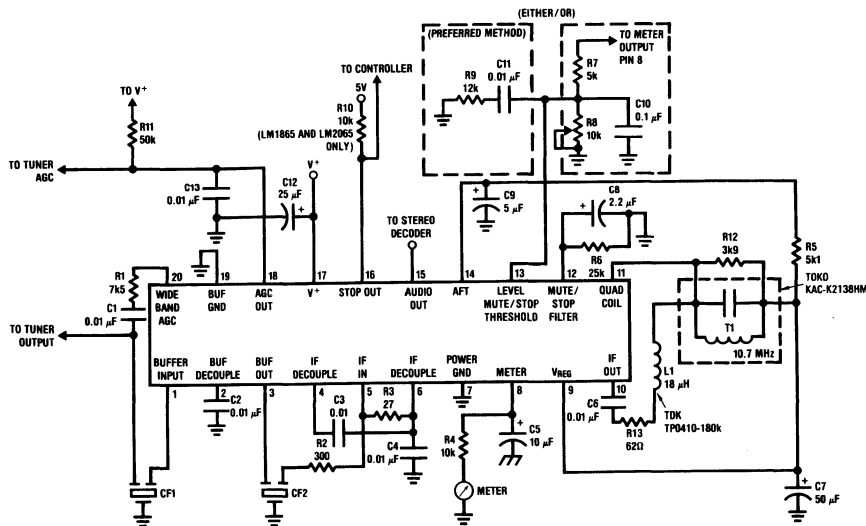 (EITHER/OR)
(PREFERRED METHOD)
TO METER
OUTPUT
PIN 8
R7
5k
C11
0.01 µF
R9
12k
C10
0.1 µF
R8
10k
TO CONTROLLER
5V
R10
10k
(LM1865 AND LM2065
ONLY)
TO V+
R11
50k
TO TUNER
AGC
C13
0.01 µF
C12
25 µF
+
V+
TO STEREO
DECODER
+
C9
5 µF
C8
2.2 µF
+
R6
25k
R12
3k9
R5
5k1
TOKO
KAC-K2138HM
T1
10.7 MHz
R1
7k5
C1
0.01 µF
TO TUNER
OUTPUT
20
19
18
17
16
15
14
13
12
11
WIDE
BAND
AGC
BUF
GND
AGC
OUT
V+
STOP OUT
AUDIO
OUT
AFT
LEVEL
MUTE/STOP
THRESHOLD
MUTE/
STOP
FILTER
QUAD
COIL
BUFFER
INPUT
BUF
DECOUPLE
BUF
OUT
IF
DECOUPLE
IF
IN
IF
DECOUPLE
POWER
GND
METER
VREG
IF
OUT
1
2
3
4
5
6
7
8
9
10
L1
18 µH
TDK
TP0410-180k
C2
0.01 µF
C3
0.01
R3
27
R2
300
C4
0.01 µF
R4
10k
+
C5
10 µF
C6
0.01 µF
R13
62Ω
METER
CF1
CF2
+
C7
50 µF